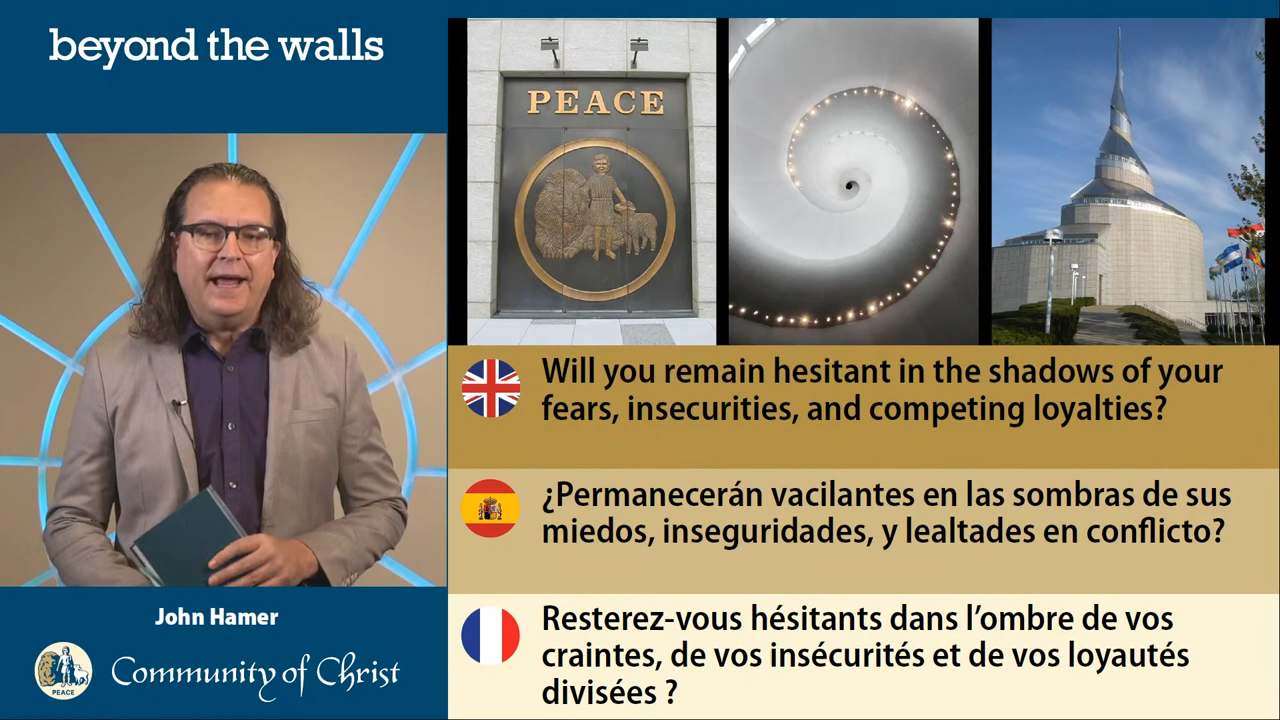 beyond the walls
PEACE
Will you remain hesitant in the shadows of your
fears, insecurities, and competing loyalties?
¿Permanecerán vacilantes en las sombras de sus
miedos, inseguridades, y lealtades en conflicto?
Resterez-vous hésitants dans l’ombre de vos
craintes, de vos insécurités et de vos loyautés
divisées ?
John Hamer
PEACE
Community of Christ